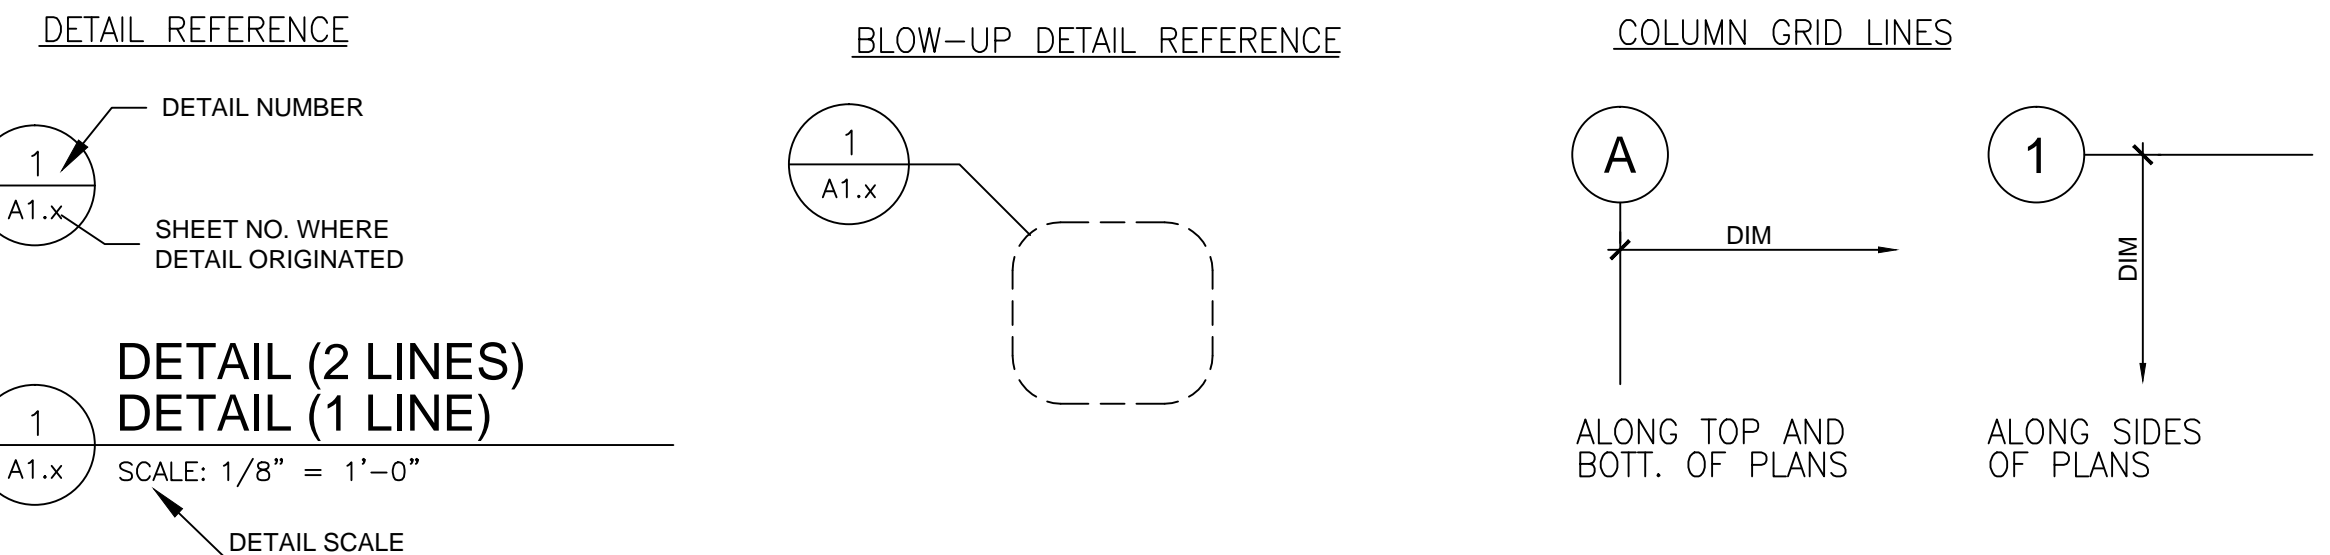 DETAIL REFERENCE
DETAIL NUMBER
1
A1.x
SHEET NO. WHERE
DETAIL ORIGINATED
DETAIL (2 LINES)
DETAIL (1 LINE)
1
A1.x
SCALE: 1/8" = 1'-0"
DETAIL SCALE
BLOW-UP DETAIL REFERENCE
1
A1.x
COLUMN GRID LINES
A
DIM
ALONG TOP AND
BOTT. OF PLANS
1
DIM
ALONG SIDES
OF PLANS